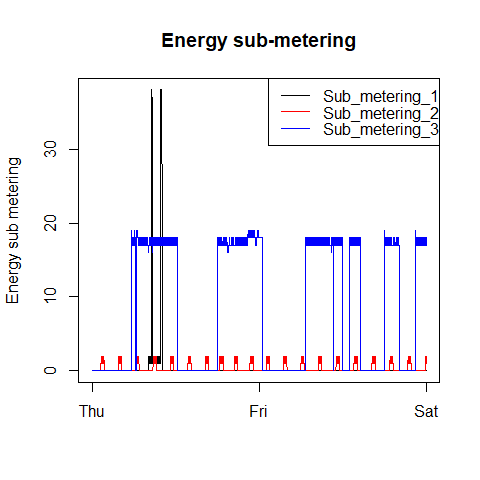 Energy sub-metering
Sub_metering_1
Sub_metering_2
Sub_metering_3
Energy sub metering
30
20
10
0
Thu
Fri
Sat